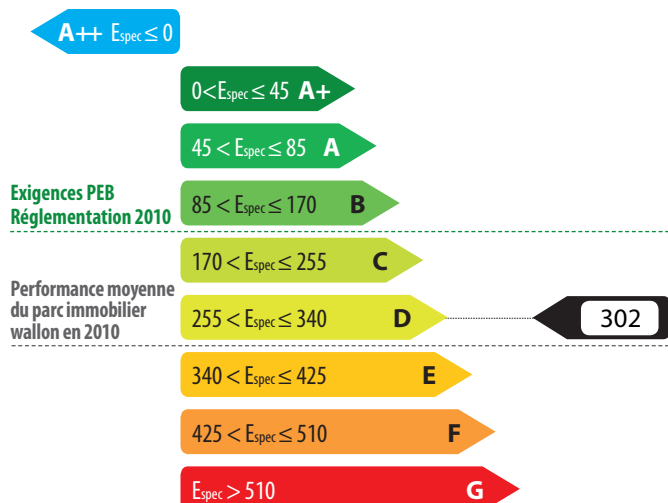 A++ Espec ≤ 0
0<Espec ≤ 45 A+
45 < Espec ≤ 85 A
Exigences PEB
Réglementation 2010
85 < Espec ≤ 170 B
170 < Espec ≤ 255 C
Performance moyenne
du parc immobilier
wallon en 2010
255 < Espec ≤ 340 D
302
340 < Espec ≤ 425 E
425 < Espec ≤ 510 F
Espec > 510 G